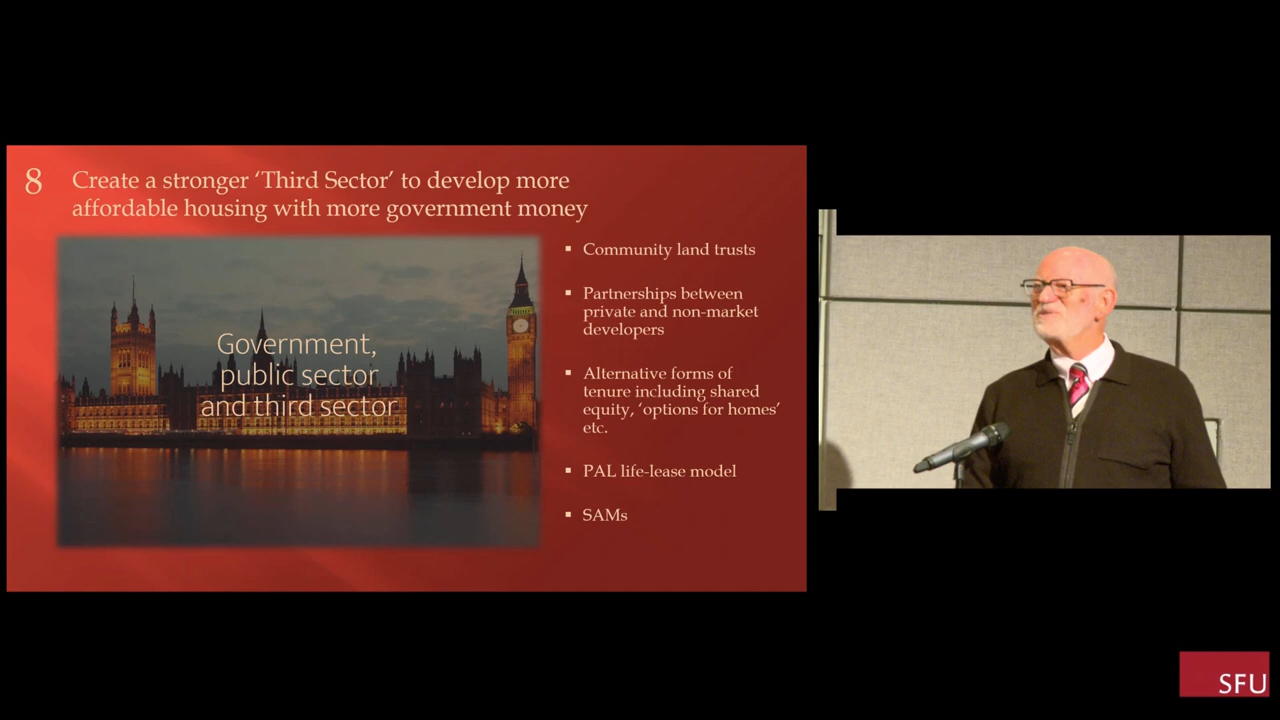 8
Create a stronger ‘Third Sector’ to develop more
affordable housing with more government money
Government,
public sector
and third sector
▪ Community land trusts
▪ Partnerships between
private and non-market
developers
▪ Alternative forms of
tenure including shared
equity, ‘options for homes’
etc.
▪ PAL life-lease model
▪ SAMs
SFU